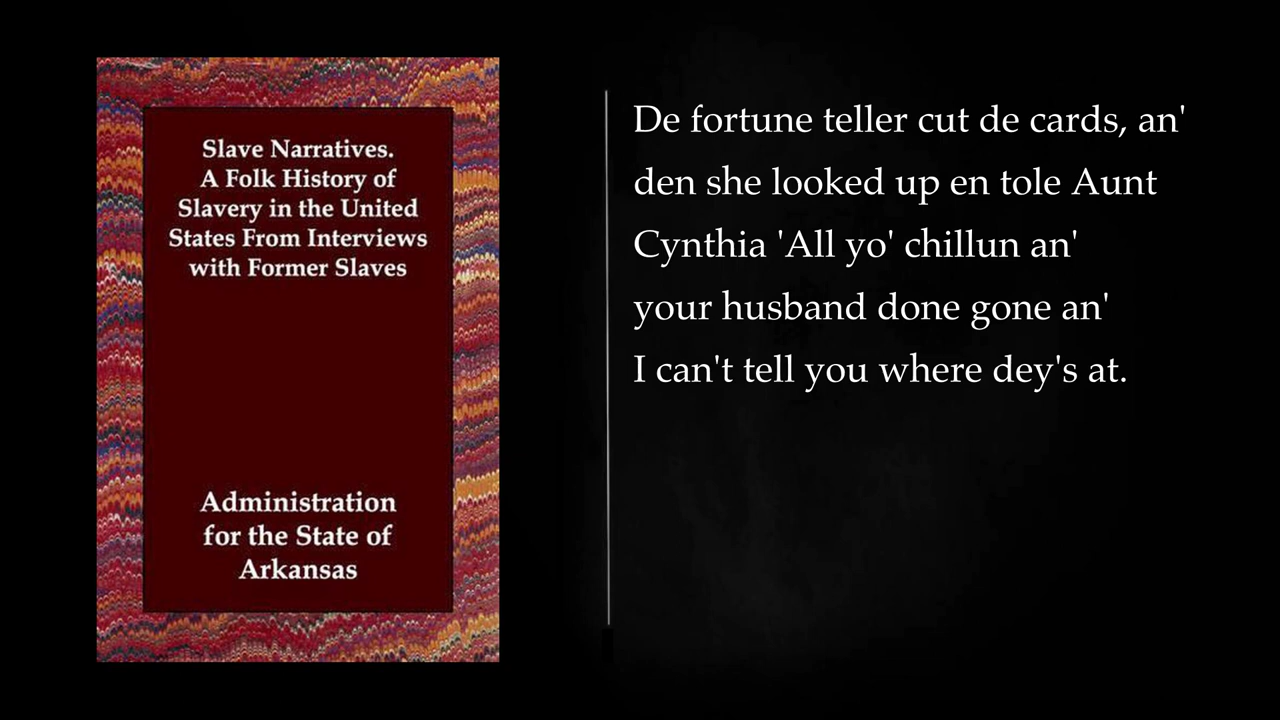 Slave Narratives.
A Folk History of
Slavery in the United
States From Interviews
with Former Slaves
Administration
for the State of
Arkansas
De fortune teller cut de cards, an'
den she looked up en tole Aunt
Cynthia 'All yo' chillun an'
your husband done gone an'
I can't tell you where dey's at.